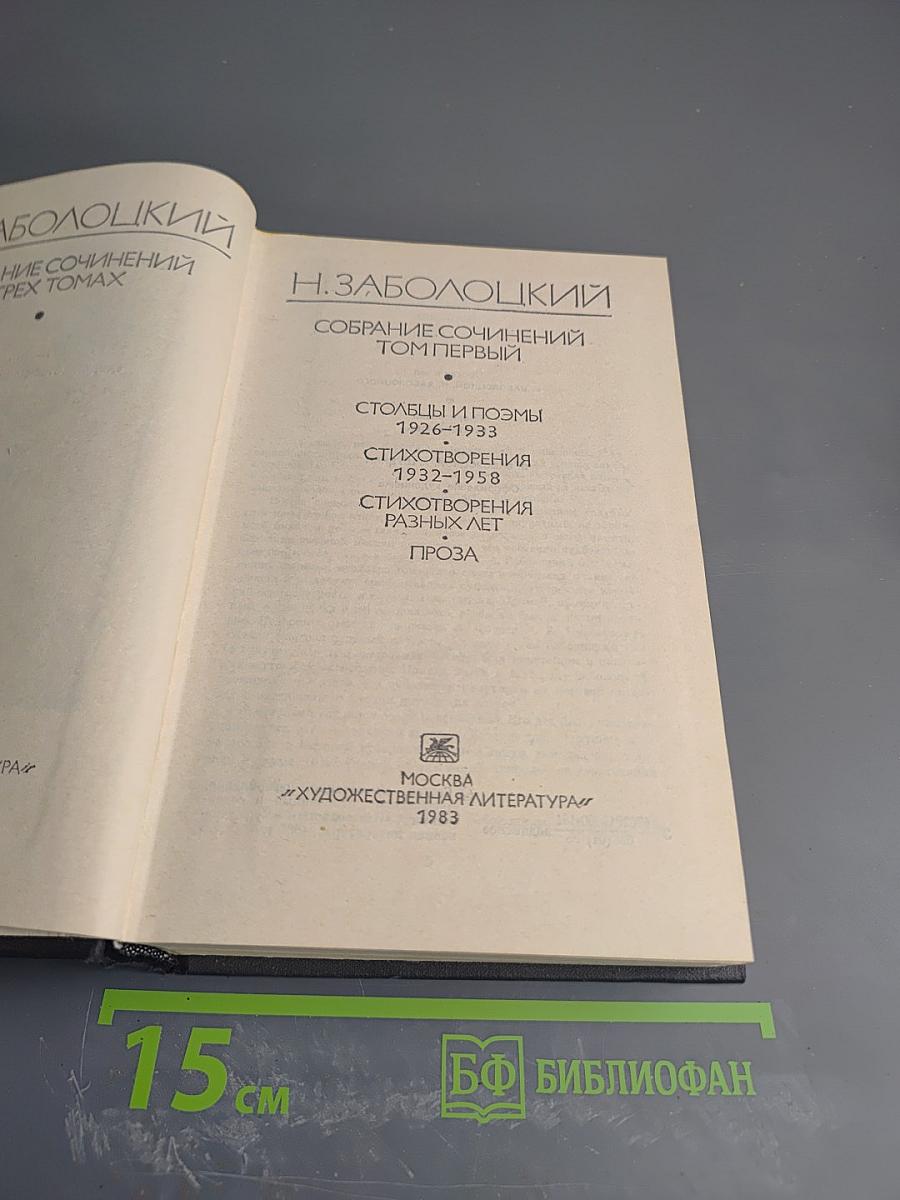 АБОЛОЦКИЙ
НИЕ СОЧИНЕНИЙ
ТРЕХ ТОМАХ
•
РА"
Н. ЗАБОЛОЦКИЙ
СОБРАНИЕ СОЧИНЕНИЙ
ТОМ ПЕРВЫЙ
•
СТОЛБЦЫ И ПОЭМЫ
1926–1933
•
СТИХОТВОРЕНИЯ
1932–1958
•
СТИХОТВОРЕНИЯ
РАЗНЫХ ЛЕТ
•
ПРОЗА
МОСКВА
"ХУДОЖЕСТВЕННАЯ ЛИТЕРАТУРА"
1983
15 см
БФ БИБЛИОФАН